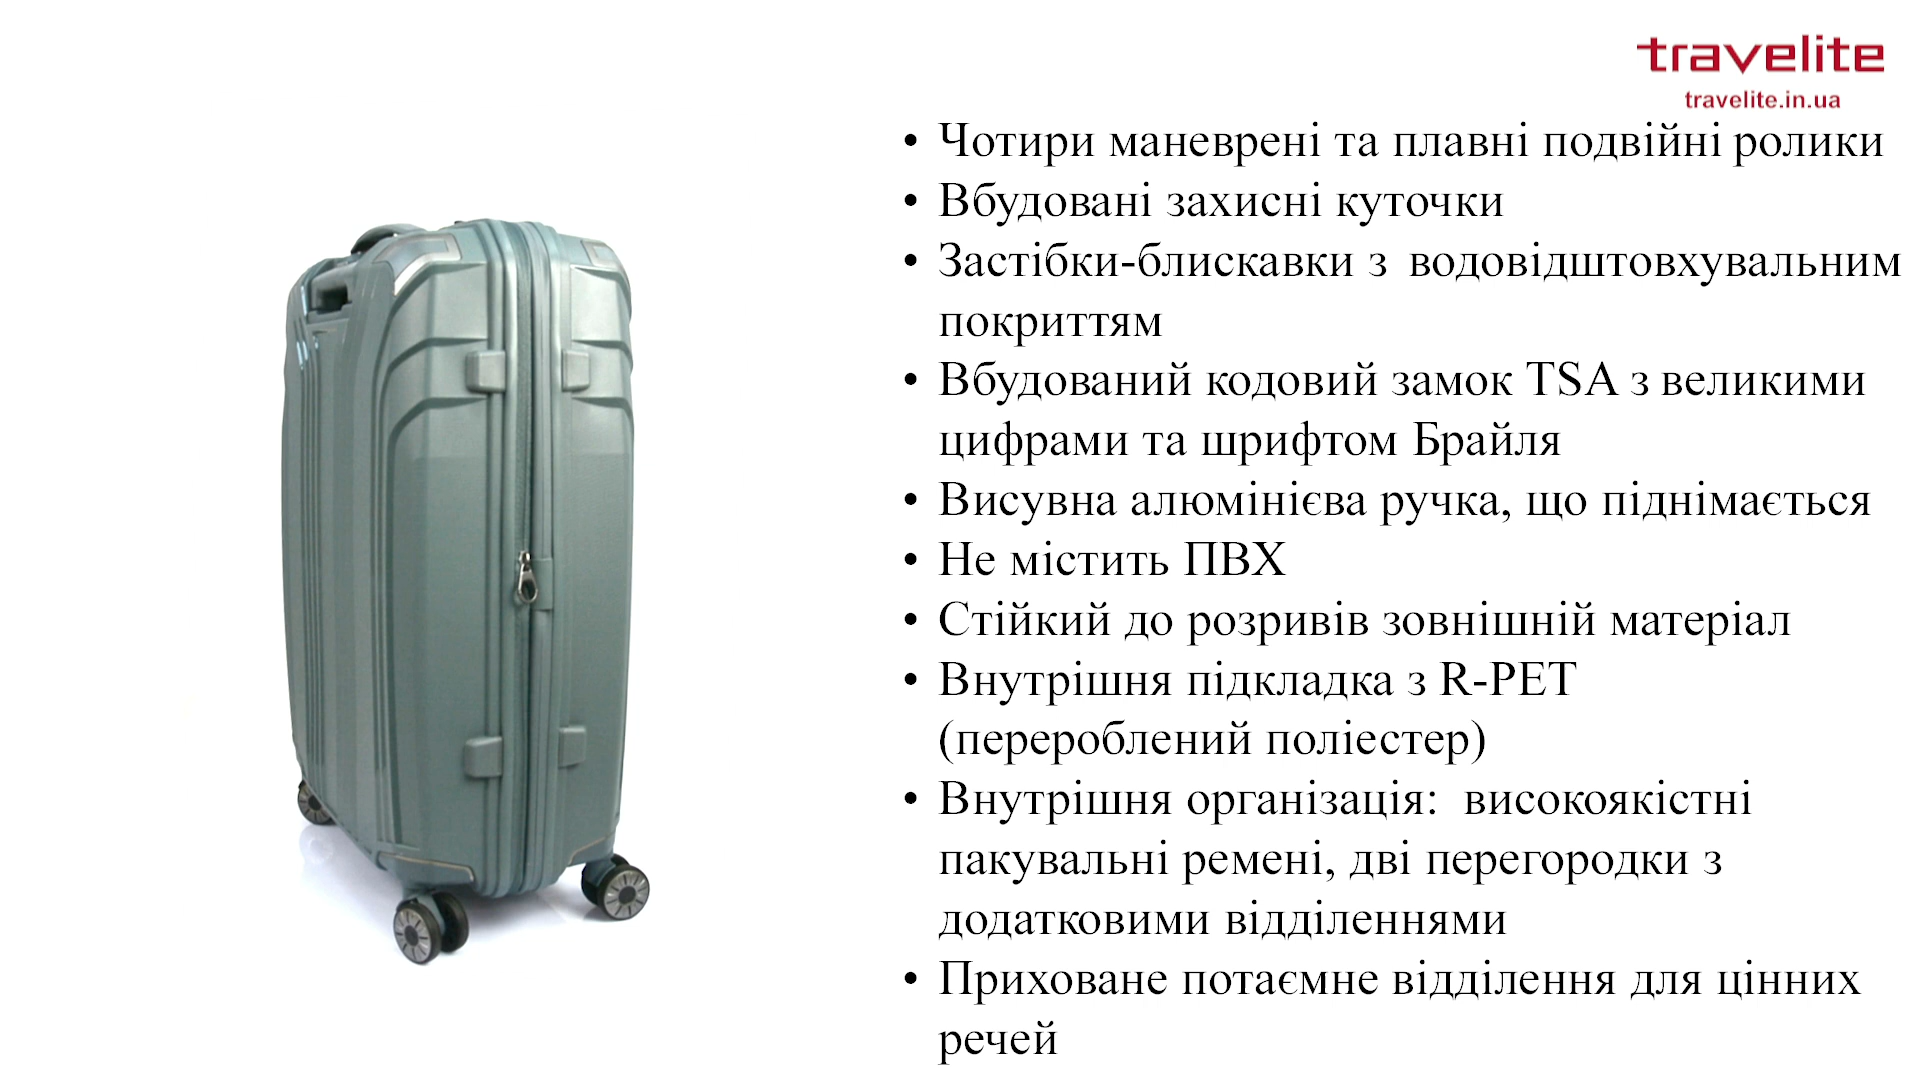 travelite
travelite.in.ua
• Чотири маневрені та плавні подвійні ролики
• Вбудовані захисні куточки
• Застібки-блискавки з водовідштовхувальним
покриттям
• Вбудований кодовий замок TSA з великими
цифрами та шрифтом Брайля
• Висувна алюмінієва ручка, що піднімається
• Не містить ПВХ
• Стійкий до розривів зовнішній матеріал
• Внутрішня підкладка з R-PET
(перероблений поліестер)
• Внутрішня організація: високоякістні
пакувальні ремені, дві перегородки з
додатковими відділеннями
• Приховане потаємне відділення для цінних
речей